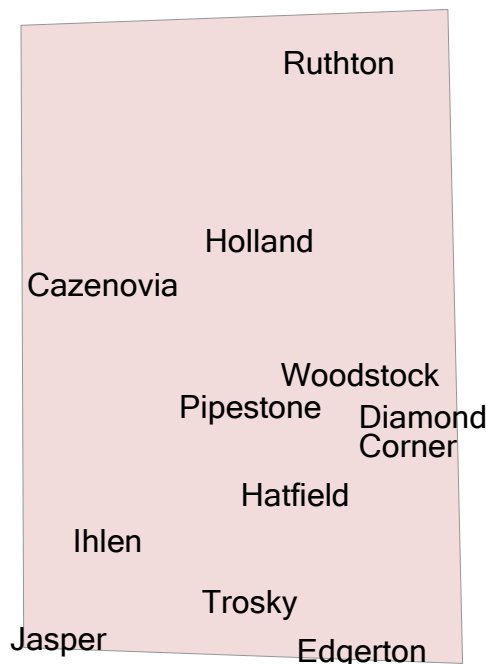 Ruthton
Holland
Cazenovia
Woodstock
Pipestone
Diamond
Corner
Hatfield
Ihlen
Trosky
Jasper
Edgerton